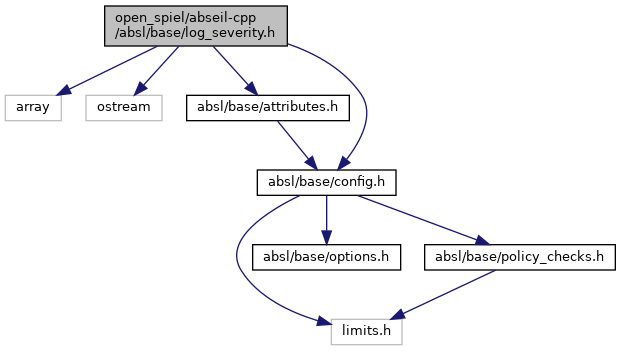 open_spiel/abseil-cpp
/absl/base/log_severity.h
array
ostream
absl/base/attributes.h
absl/base/config.h
absl/base/options.h
absl/base/policy_checks.h
limits.h